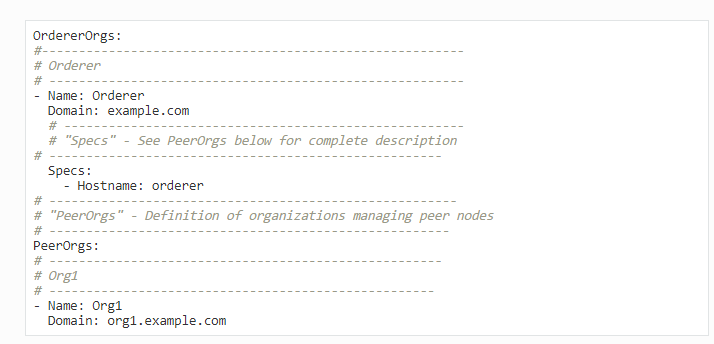 OrdererOrgs:
#---------------------------------------------------------
# Orderer
# --------------------------------------------------------
- Name: Orderer
  Domain: example.com
  # ------------------------------------------------------
  # "Specs" - See PeerOrgs below for complete description
# -----------------------------------------------------
  Specs:
    - Hostname: orderer
# -------------------------------------------------------
# "PeerOrgs" - Definition of organizations managing peer nodes
# ------------------------------------------------------
PeerOrgs:
# -----------------------------------------------------
# Org1
# ----------------------------------------------------
- Name: Org1
  Domain: org1.example.com